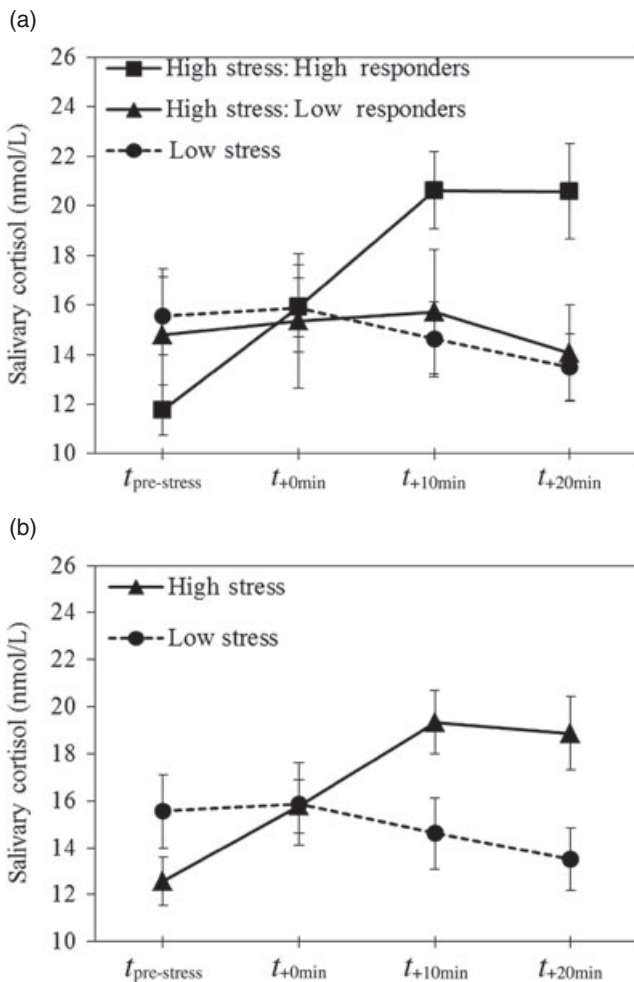 (a)
Salivary cortisol (nmol/L)
26
24
22
20
18
16
14
12
10
High stress: High responders
High stress: Low responders
Low stress
tpre-stress
t+0min
t+10min
t+20min
(b)
Salivary cortisol (nmol/L)
26
24
22
20
18
16
14
12
10
High stress
Low stress
tpre-stress
t+0min
t+10min
t+20min